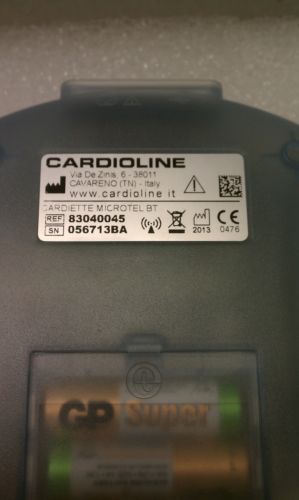 CARDIOLINE
Via De Zinis, 6 - 38011
CAVARENO (TN) - Italy
www.cardioline.it
CARDIETTE MICROTEL BT
REF 83040045
SN 056713BA
2013
CE 0476
GP Super